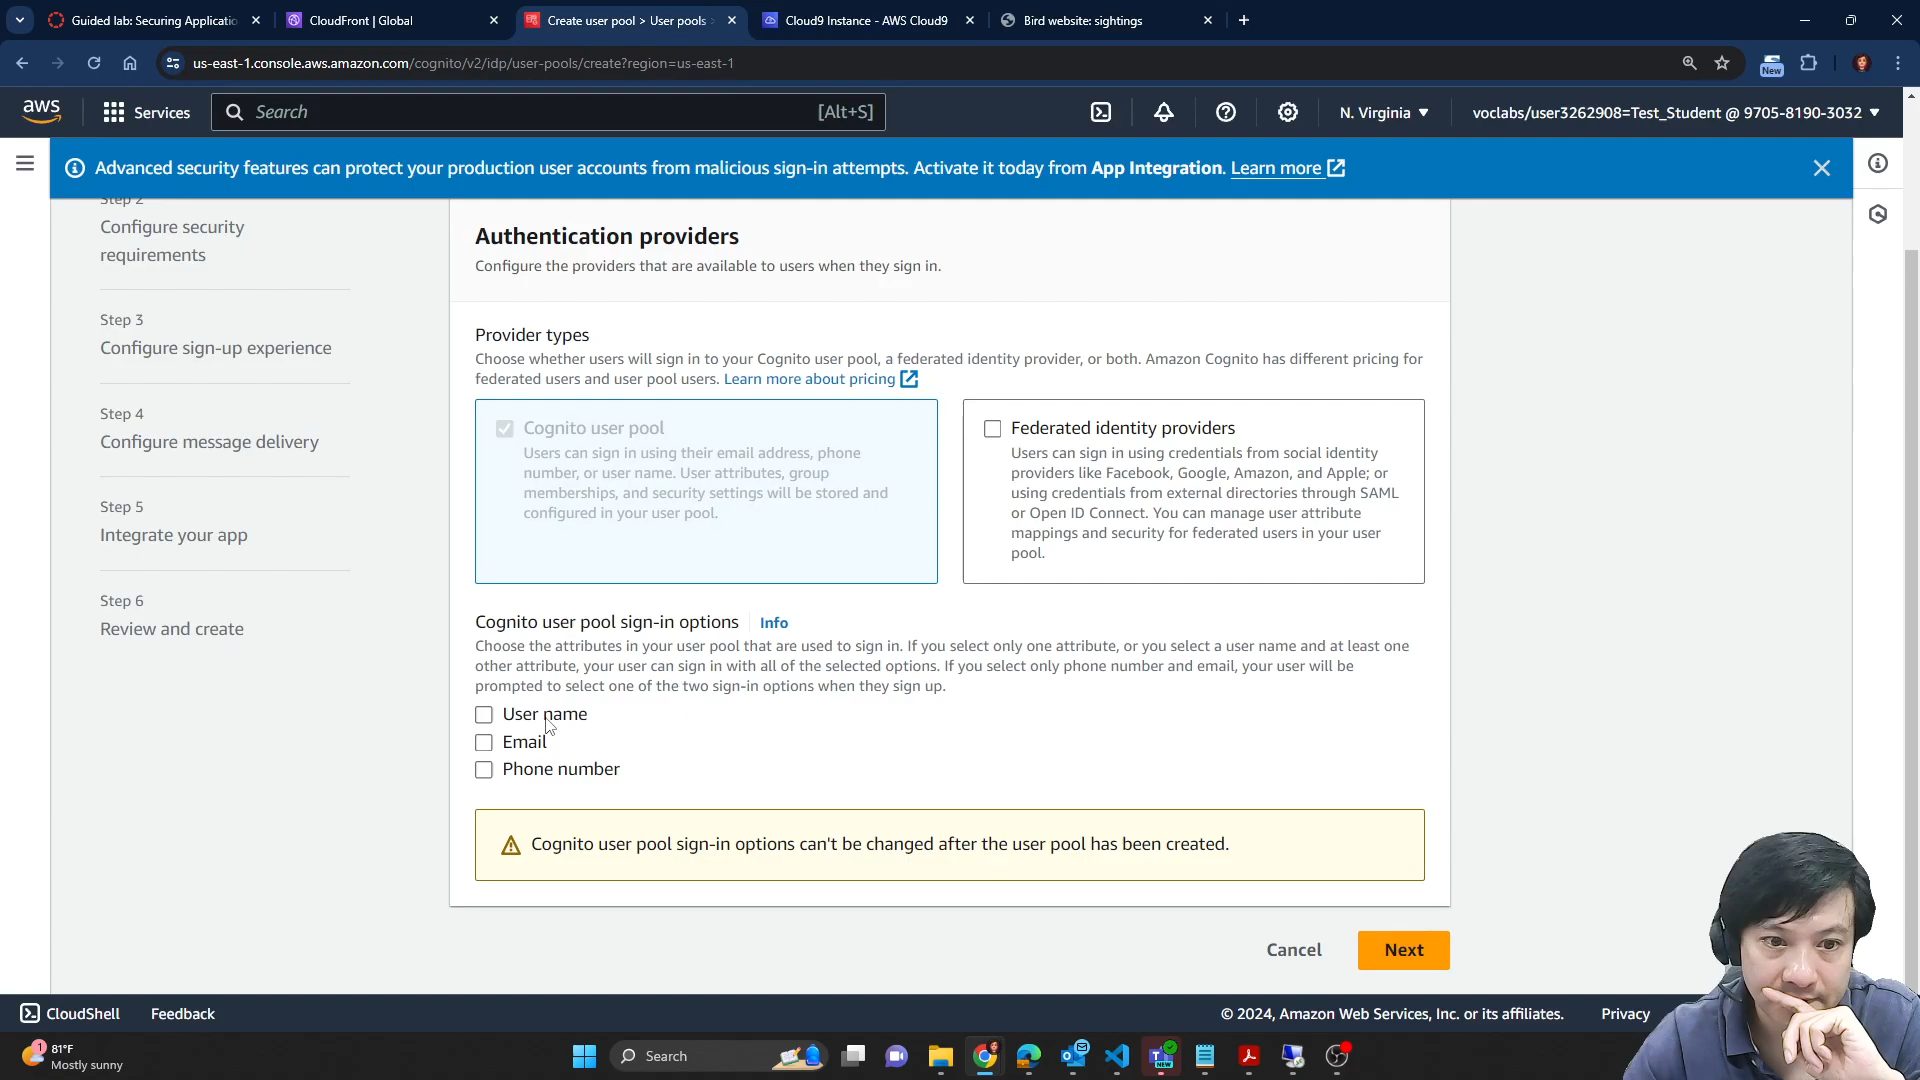 Guided lab: Securing Applicatio
CloudFront | Global
Create user pool > User pools
Cloud9 Instance - AWS Cloud9
Bird website: sightings
us-east-1.console.aws.amazon.com/cognito/v2/idp/user-pools/create?region=us-east-1
New
aws
Services
Search
[Alt+S]
N. Virginia
voclabs/user3262908=Test_Student @ 9705-8190-3032
Advanced security features can protect your production user accounts from malicious sign-in attempts. Activate it today from App Integration. Learn more
Step 2
Configure security
requirements
Step 3
Configure sign-up experience
Step 4
Configure message delivery
Step 5
Integrate your app
Step 6
Review and create
Authentication providers
Configure the providers that are available to users when they sign in.
Provider types
Choose whether users will sign in to your Cognito user pool, a federated identity provider, or both. Amazon Cognito has different pricing for
federated users and user pool users. Learn more about pricing
Cognito user pool
Users can sign in using their email address, phone
number, or user name. User attributes, group
memberships, and security settings will be stored and
configured in your user pool.
Federated identity providers
Users can sign in using credentials from social identity
providers like Facebook, Google, Amazon, and Apple; or
using credentials from external directories through SAML
or Open ID Connect. You can manage user attribute
mappings and security for federated users in your user
pool.
Cognito user pool sign-in options
Info
Choose the attributes in your user pool that are used to sign in. If you select only one attribute, or you select a user name and at least one
other attribute, your user can sign in with all of the selected options. If you select only phone number and email, your user will be
prompted to select one of the two sign-in options when they sign up.
User name
Email
Phone number
Cognito user pool sign-in options can't be changed after the user pool has been created.
Cancel
Next
CloudShell
Feedback
© 2024, Amazon Web Services, Inc. or its affiliates.
Privacy
1
81°F
Mostly sunny
Search
NEW